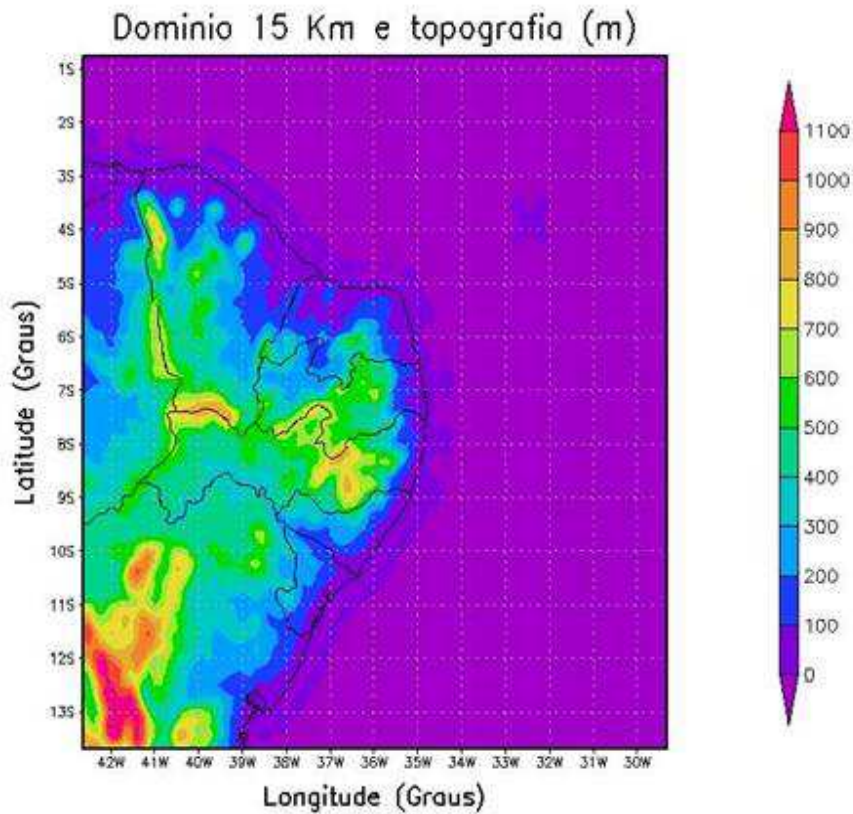 Dominio 15 Km e topografia (m)
1S
2S
3S
4S
5S
6S
7S
8S
9S
10S
11S
12S
13S
Latitude (Graus)
42W 41W 40W 39W 38W 37W 36W 35W 34W 33W 32W 31W 30W
Longitude (Graus)
1100
1000
900
800
700
600
500
400
300
200
100
0